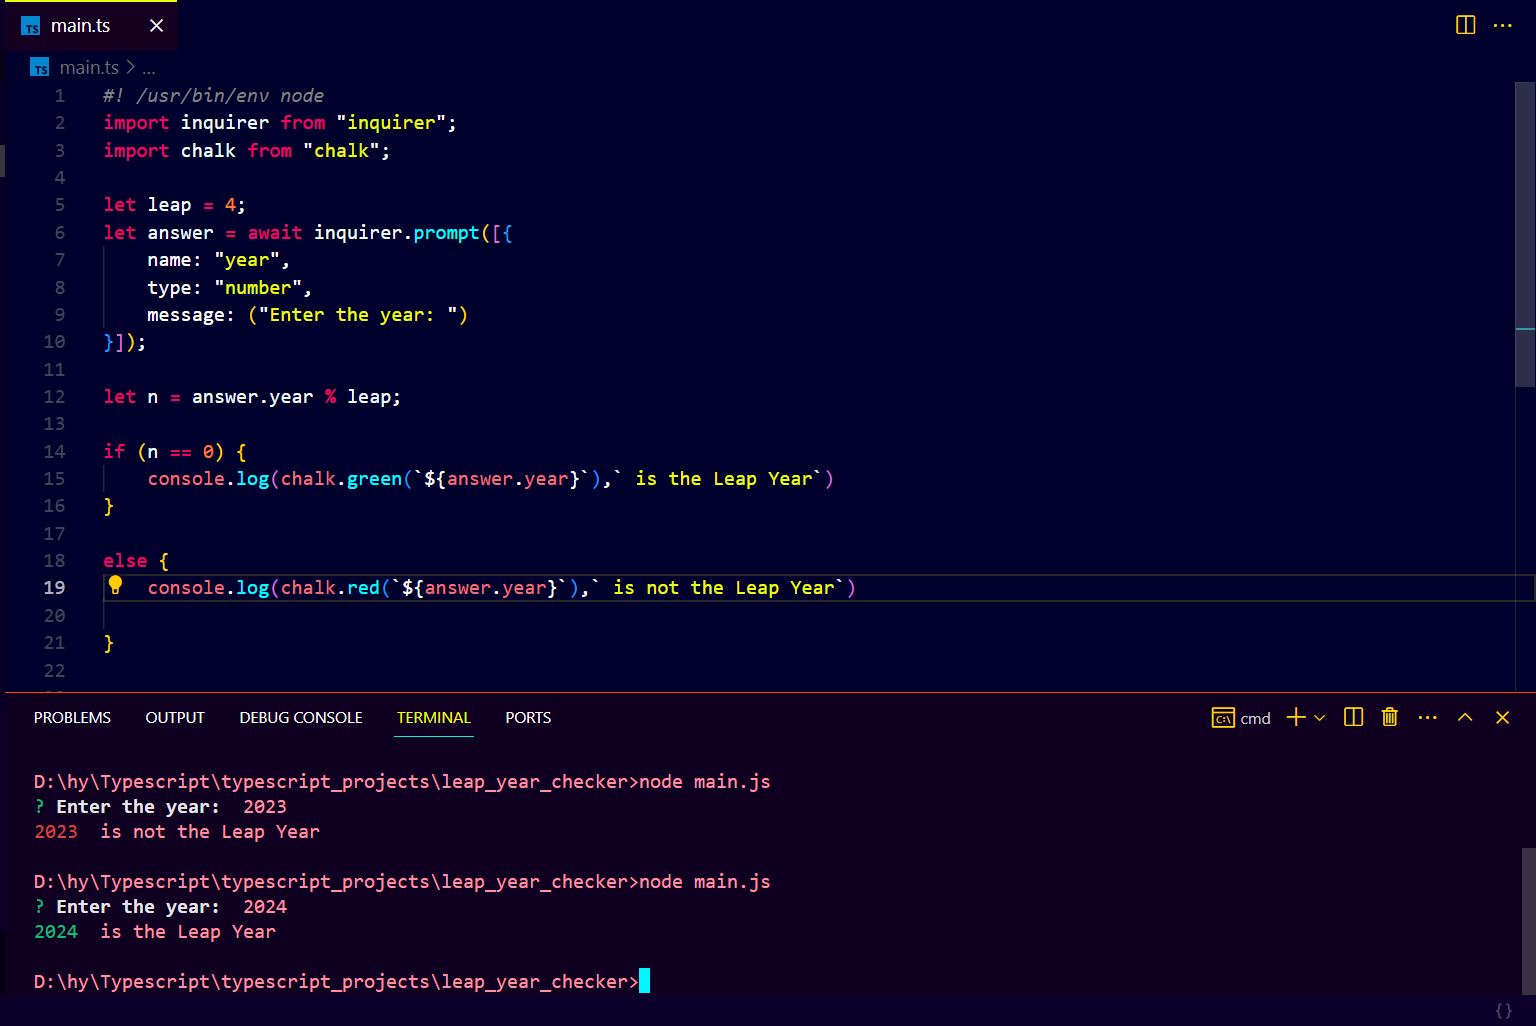 TS main.ts ×
TS main.ts > ...
1 #! /usr/bin/env node
2 import inquirer from "inquirer";
3 import chalk from "chalk";
4
5 let leap = 4;
6 let answer = await inquirer.prompt([{
7     name: "year",
8     type: "number",
9     message: ("Enter the year: ")
10 }]);
11
12 let n = answer.year % leap;
13
14 if (n == 0) {
15     console.log(chalk.green(`${answer.year}`),` is the Leap Year`)
16 }
17
18 else {
19     console.log(chalk.red(`${answer.year}`),` is not the Leap Year`)
20
21 }
22
PROBLEMS OUTPUT DEBUG CONSOLE TERMINAL PORTS cmd
D:\hy\Typescript\typescript_projects\leap_year_checker>node main.js
? Enter the year:  2023
2023  is not the Leap Year
D:\hy\Typescript\typescript_projects\leap_year_checker>node main.js
? Enter the year:  2024
2024  is the Leap Year
D:\hy\Typescript\typescript_projects\leap_year_checker>
{}